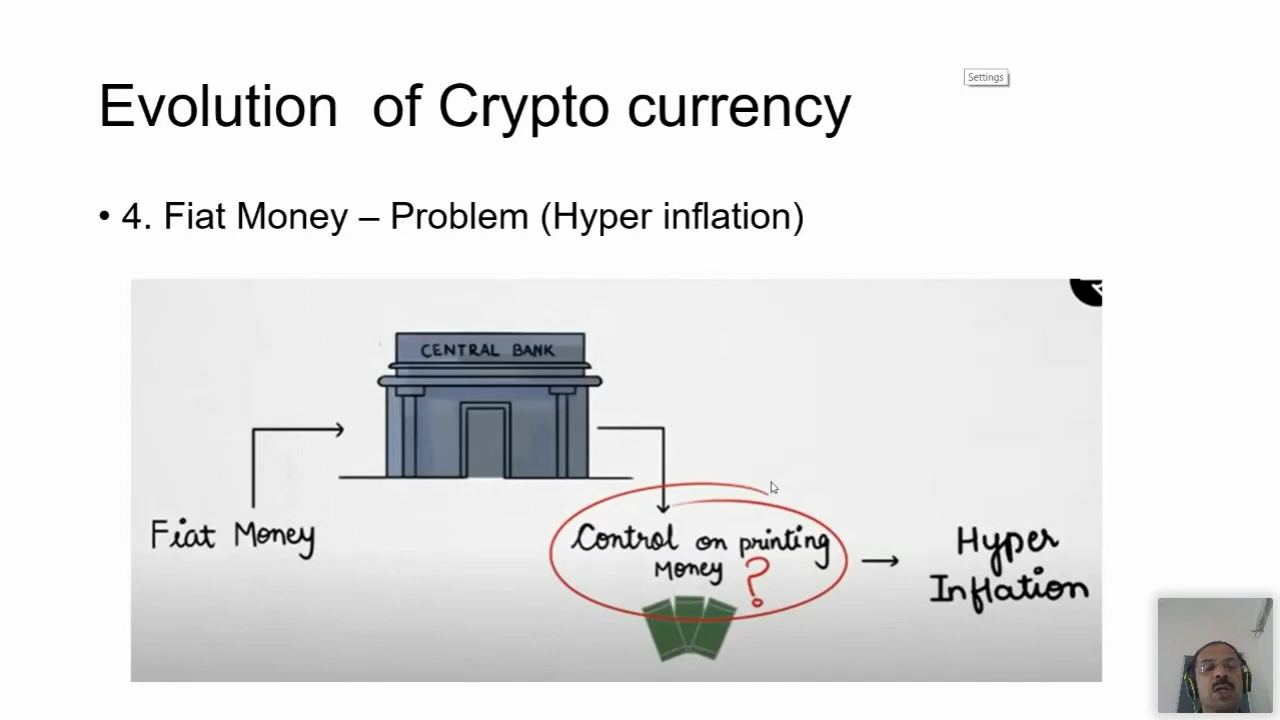 Settings
Evolution of Crypto currency
• 4. Fiat Money – Problem (Hyper inflation)
CENTRAL BANK
Fiat Money
Control on printing
Money ?
Hyper
Inflation